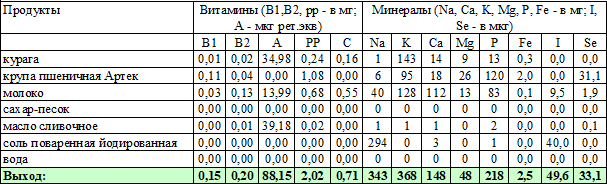 Продукты Витамины (B1,B2, pp - в мг; Минералы (Na, Ca, K, Mg, P, Fe - в мг; I,
A - мкг рет.экв) Se - в мкг)
B1 B2 A PP C Na K Ca Mg P Fe I Se
курага 0,01 0,02 34,98 0,24 0,16 1 143 14 9 13 0,3 0,0 0,0
крупа пшеничная Артек 0,11 0,04 0,00 1,08 0,00 6 95 18 26 120 2,0 0,0 31,1
молоко 0,03 0,13 13,99 0,68 0,55 40 128 112 13 83 0,1 9,5 1,9
сахар-песок 0,00 0,00 0,00 0,00 0,00 0 0 0 0 0 0,0 0,0 0,0
масло сливочное 0,00 0,01 39,18 0,02 0,00 1 1 1 0 2 0,0 0,0 0,1
соль поваренная йодированная 0,00 0,00 0,00 0,00 0,00 294 0 3 0 1 0,0 40,0 0,0
вода 0,00 0,00 0,00 0,00 0,00 0 0 0 0 0 0,0 0,0 0,0
Выход: 0,15 0,20 88,15 2,02 0,71 343 368 148 48 218 2,5 49,6 33,1